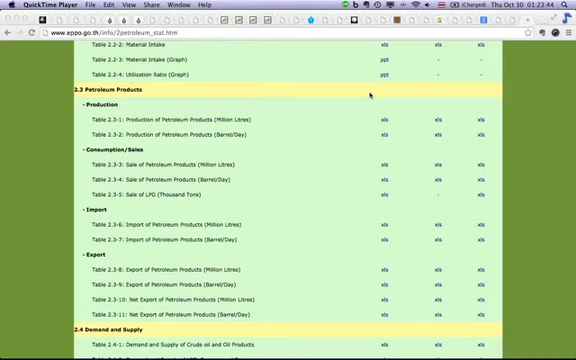 QuickTime Player File Edit View Share Window Help (Charged) Thu Oct 30 01:23:44
www.eppo.go.th/info/2petroleum_stat.htm
Table 2.2-2: Material Intake xls xls xls
Table 2.2-3: Material Intake (Graph) ppt - -
Table 2.2-4: Utilization Ratio (Graph) ppt - -
2.3 Petroleum Products
- Production
Table 2.3-1: Production of Petroleum Products (Million Litres) xls xls xls
Table 2.3-2: Production of Petroleum Products (Barrel/Day) xls xls xls
- Consumption/Sales
Table 2.3-3: Sale of Petroleum Products (Million Litres) xls xls xls
Table 2.3-4: Sale of Petroleum Products (Barrel/Day) xls xls xls
Table 2.3-5: Sale of LPG (Thousand Tons) xls - xls
- Import
Table 2.3-6: Import of Petroleum Products (Million Litres) xls xls xls
Table 2.3-7: Import of Petroleum Products (Barrel/Day) xls xls xls
- Export
Table 2.3-8: Export of Petroleum Products (Million Litres) xls xls xls
Table 2.3-9: Export of Petroleum Products (Barrel/Day) xls xls xls
Table 2.3-10: Net Export of Petroleum Products (Million Litres) xls xls xls
Table 2.3-11: Net Export of Petroleum Products (Barrel/Day) xls xls xls
2.4 Demand and Supply
Table 2.4-1: Demand and Supply of Crude oil and Oil Products xls xls xls